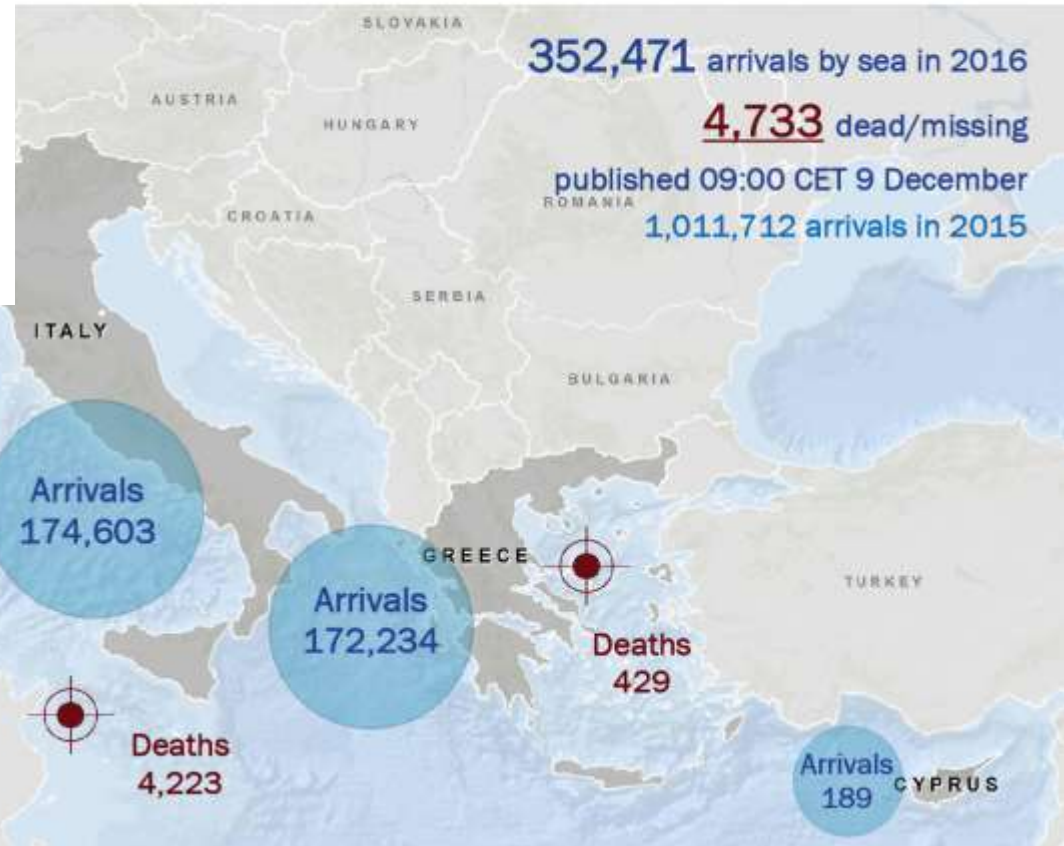 SLOVAKIA
352,471 arrivals by sea in 2016
AUSTRIA
HUNGARY
4,733 dead/missing
published 09:00 CET 9 December
ROMANIA
CROATIA
1,011,712 arrivals in 2015
SERBIA
ITALY
BULGARIA
Arrivals
174,603
GREECE
TURKEY
Arrivals
172,234
Deaths
429
Deaths
4,223
Arrivals
189
CYPRUS